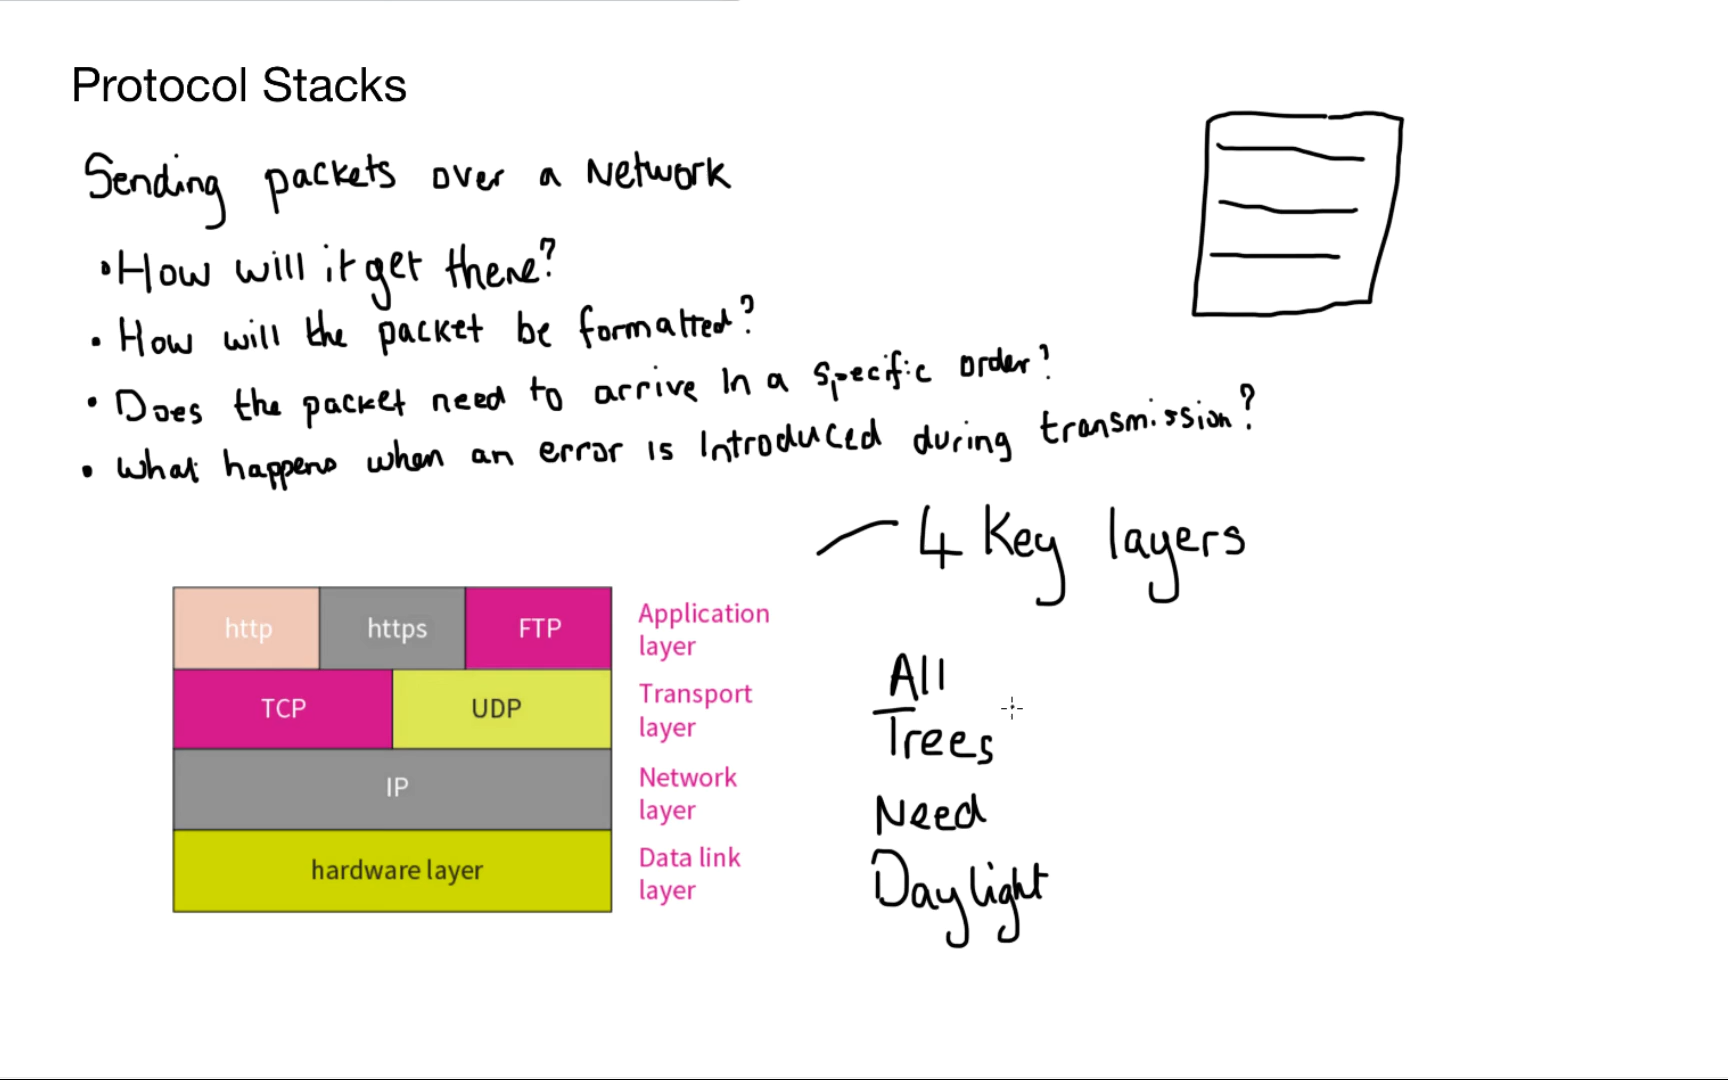 Protocol Stacks
Sending packets over a Network
• How will it get there?
• How will the packet be formatted?
• Does the packet need to arrive In a specific order?
• What happens when an error is Introduced during transmission?
4 Key layers
http https FTP
Application
layer
TCP UDP
Transport
layer
IP
Network
layer
hardware layer
Data link
layer
All
Trees
Need
Daylight